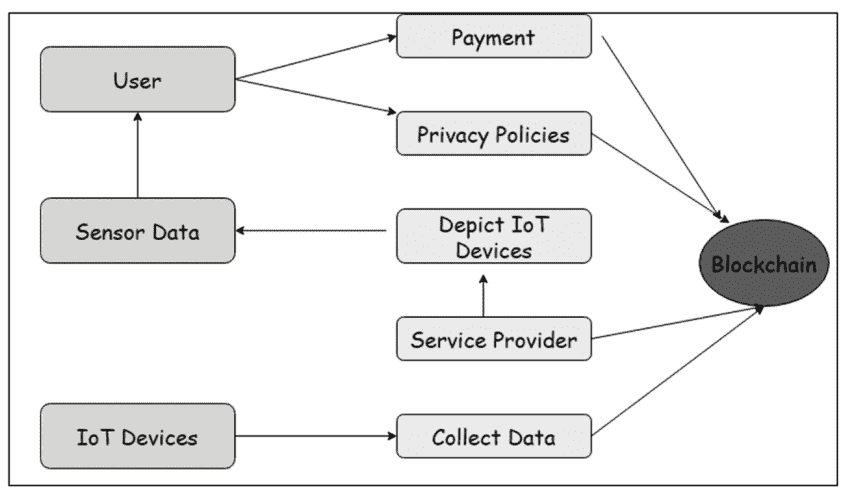 Payment
User
Privacy Policies
Sensor Data
Depict IoT
Devices
Blockchain
Service Provider
IoT Devices
Collect Data